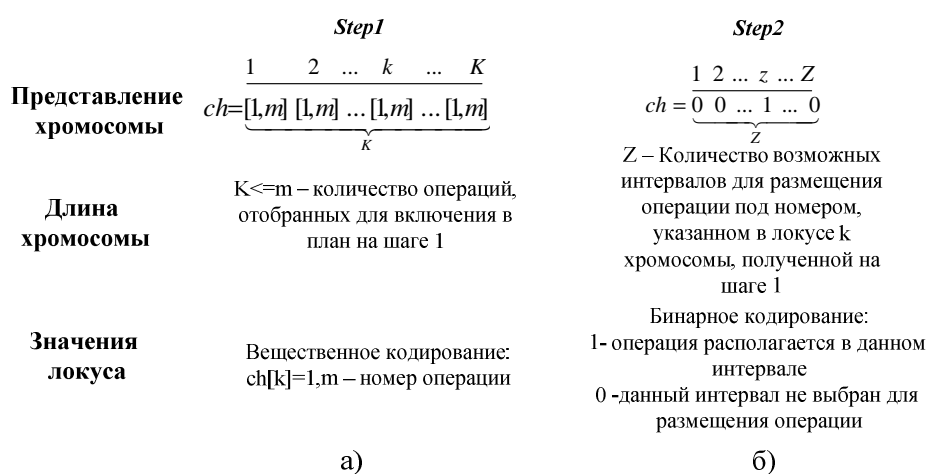 Step1
Step2
1 2 ... k ... K
1 2 ... z ... Z
Представление
хромосомы
ch=[1,m] [1,m] ... [1,m] ... [1,m]
K
ch = 0 0 ... 1 ... 0
Z
Длина
хромосомы
K<=m – количество операций,
отобранных для включения в
план на шаге 1
Z – Количество возможных
интервалов для размещения
операции под номером,
указанном в локусе k
хромосомы, полученной на
шаге 1
Значения
локуса
Вещественное кодирование:
ch[k]=1,m – номер операции
Бинарное кодирование:
1- операция располагается в данном
интервале
0 -данный интервал не выбран для
размещения операции
а)
б)